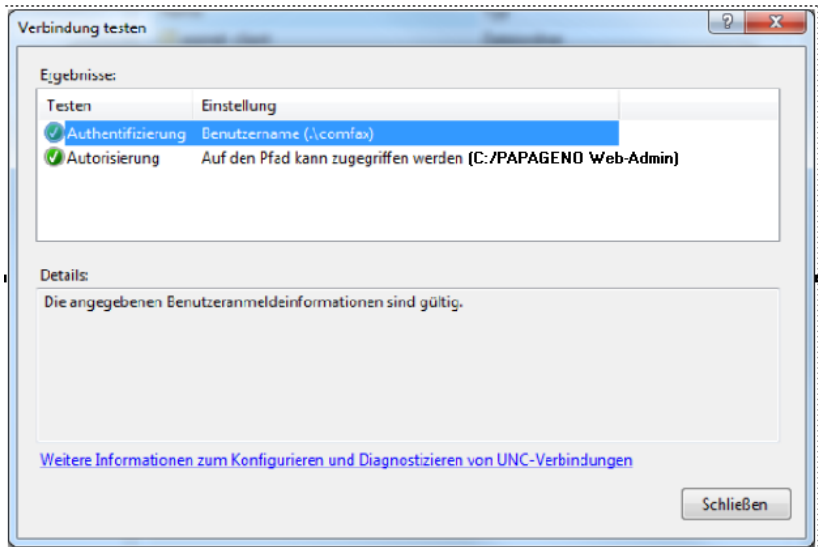 Verbindung testen
Ergebnisse:
Testen Einstellung
Authentifizierung Benutzername (.\comfax)
Autorisierung Auf den Pfad kann zugegriffen werden (C:/PAPAGENO Web-Admin)
Details:
Die angegebenen Benutzeranmeldeinformationen sind gültig.
Weitere Informationen zum Konfigurieren und Diagnostizieren von UNC-Verbindungen
Schließen